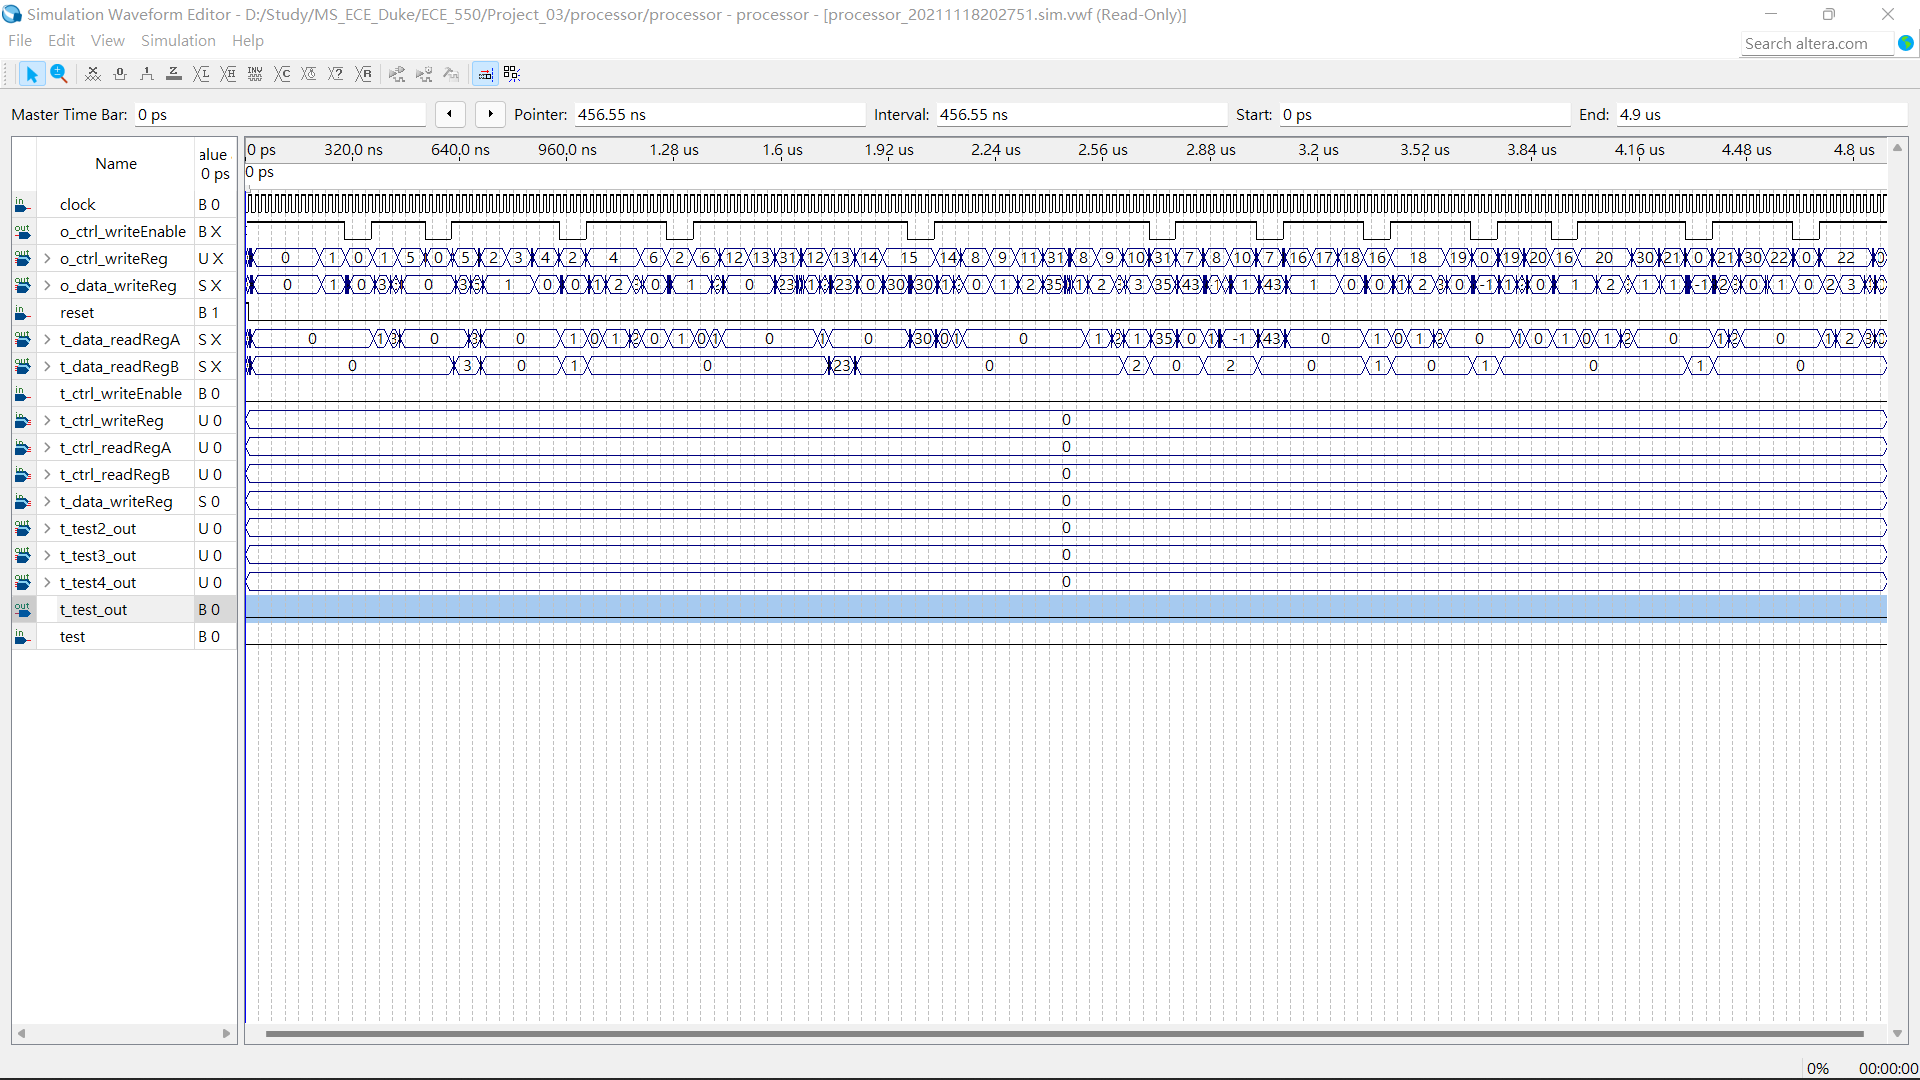 Simulation Waveform Editor - D:/Study/MS_ECE_Duke/ECE_550/Project_03/processor/processor - processor - [processor_20211118202751.sim.vwf (Read-Only)]
File Edit View Simulation Help
Search altera.com
Master Time Bar: 0 ps Pointer: 456.55 ns Interval: 456.55 ns Start: 0 ps End: 4.9 us
Name alue 0 ps
0 ps 320.0 ns 640.0 ns 960.0 ns 1.28 us 1.6 us 1.92 us 2.24 us 2.56 us 2.88 us 3.2 us 3.52 us 3.84 us 4.16 us 4.48 us 4.8 us
0 ps
clock B 0
o_ctrl_writeEnable B X
o_ctrl_writeReg U X 0 1 0 1 5 0 5 2 3 4 2 4 6 2 6 12 13 31 12 13 14 15 14 8 9 11 31 8 9 10 31 7 8 10 7 16 17 18 16 18 19 0 19 20 16 20 30 21 0 21 30 22 0 22
o_data_writeReg S X 0 1 0 3 0 3 3 1 0 0 1 2 0 1 0 23 1 23 0 30 30 1 0 1 2 35 1 2 3 35 43 1 43 1 0 0 1 2 0 -1 1 0 1 2 1 1 -1 2 0 1 0 2 3
reset B 1
t_data_readRegA S X 0 1 3 0 3 0 1 0 1 2 0 1 0 1 0 1 0 30 0 1 0 1 2 1 35 0 1 -1 43 0 1 0 1 2 0 1 0 1 0 1 2 0 1 2 0 1 2 3
t_data_readRegB S X 0 3 0 1 0 23 0 2 0 2 0 1 0 1 0 1 0
t_ctrl_writeEnable B 0
t_ctrl_writeReg U 0 0
t_ctrl_readRegA U 0 0
t_ctrl_readRegB U 0 0
t_data_writeReg S 0 0
t_test2_out U 0 0
t_test3_out U 0 0
t_test4_out U 0 0
t_test_out B 0
test B 0
0% 00:00:00